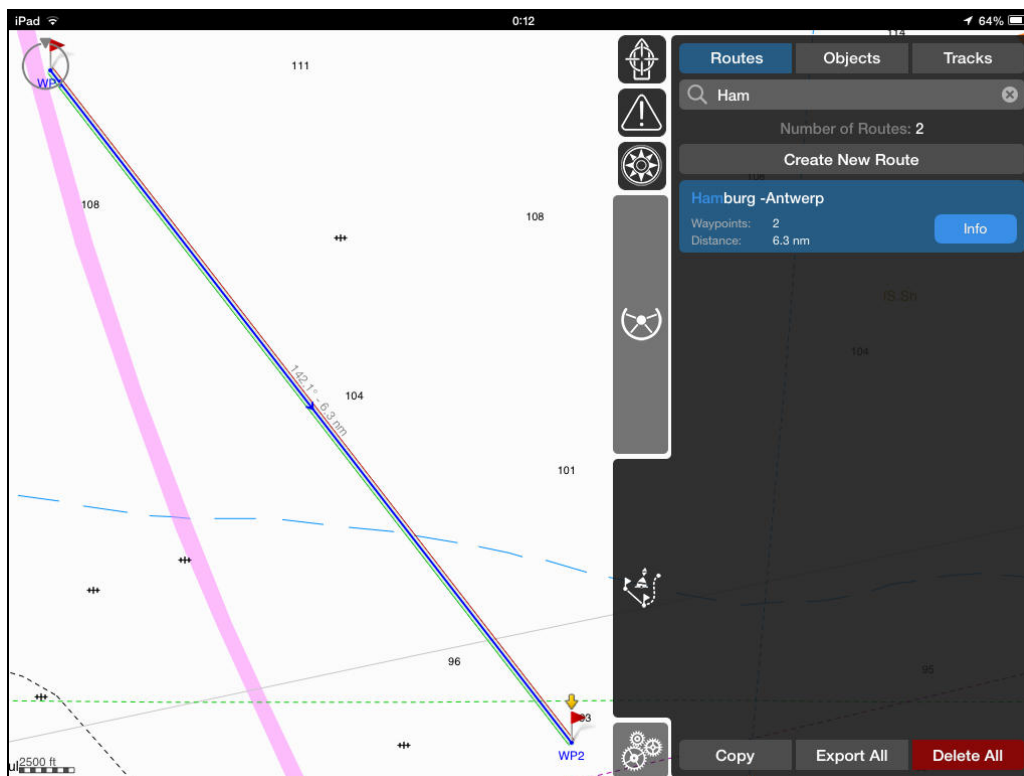 iPad
0:12
64%
114
111
108
108
104
101
96
93
142.1° - 6.3 nm
WP2
2500 ft
Routes
Objects
Tracks
Ham
Number of Routes: 2
Create New Route
Hamburg -Antwerp
Waypoints: 2
Distance: 6.3 nm
Info
104
95
Copy
Export All
Delete All